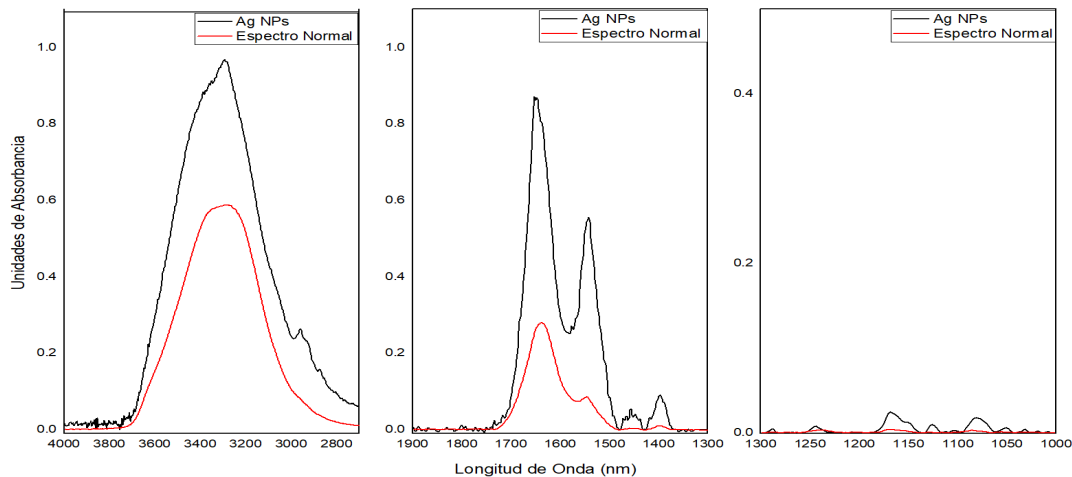 Ag NPs
Espectro Normal
Ag NPs
Espectro Normal
Ag NPs
Espectro Normal
Unidades de Absorbancia
1.0
0.8
0.6
0.4
0.2
0.0
4000 3600 3400 3200 2800
1.0
0.8
0.6
0.4
0.2
0.0
1900 1700 1600 1500 1400 1300
0.4
0.2
0.0
1300 1250 1200 1150 1100 1050 1000
Longitud de Onda (nm)